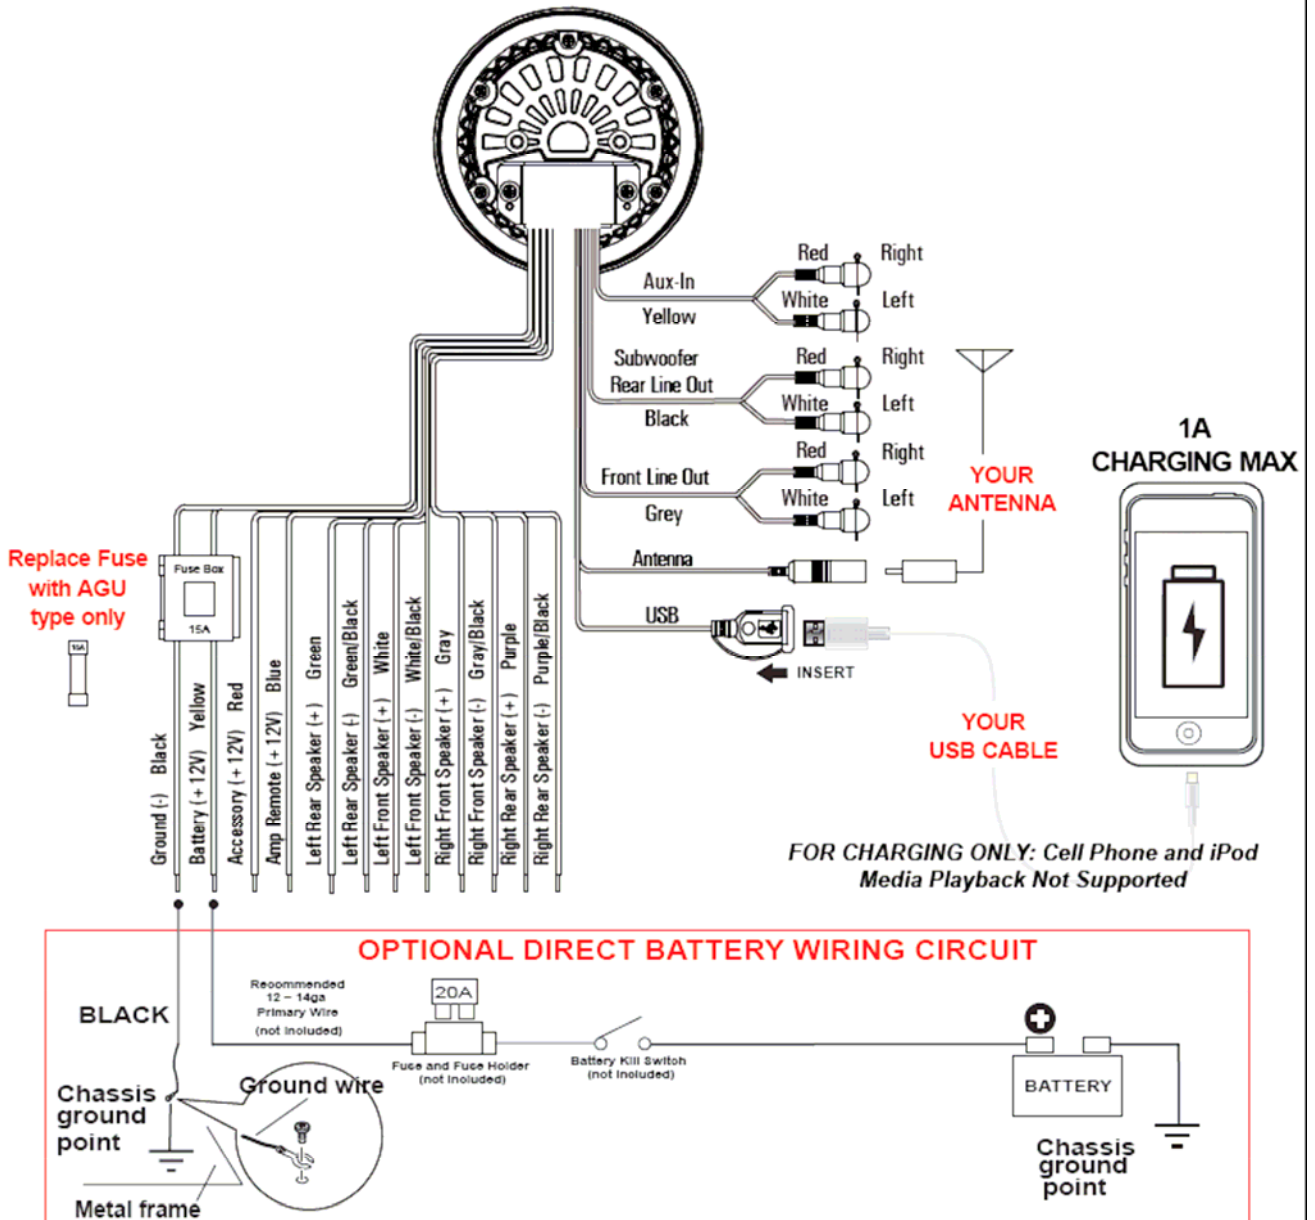 Red
Right
Aux-In
White
Left
Yellow
Subwoofer
Red
Right
Rear Line Out
White
Left
Black
Red
Right
Front Line Out
White
Left
Grey
Antenna
USB
INSERT
YOUR
ANTENNA
1A
CHARGING MAX
YOUR
USB CABLE
FOR CHARGING ONLY: Cell Phone and iPod
Media Playback Not Supported
Replace Fuse
with AGU
type only
Fuse Box
15A
Ground (-) Black
Battery (+12V) Yellow
Accessory (+12V) Red
Amp Remote (+12V) Blue
Left Rear Speaker (+) Green
Left Rear Speaker (-) Green/Black
Left Front Speaker (+) White
Left Front Speaker (-) White/Black
Right Front Speaker (+) Gray
Right Front Speaker (-) Gray/Black
Right Rear Speaker (+) Purple
Right Rear Speaker (-) Purple/Black
OPTIONAL DIRECT BATTERY WIRING CIRCUIT
BLACK
Recommended
12 – 14ga
Primary Wire
(not included)
20A
Fuse and Fuse Holder
(not included)
Battery Kill Switch
(not included)
BATTERY
Chassis
ground
point
Ground wire
Metal frame
Chassis
ground
point